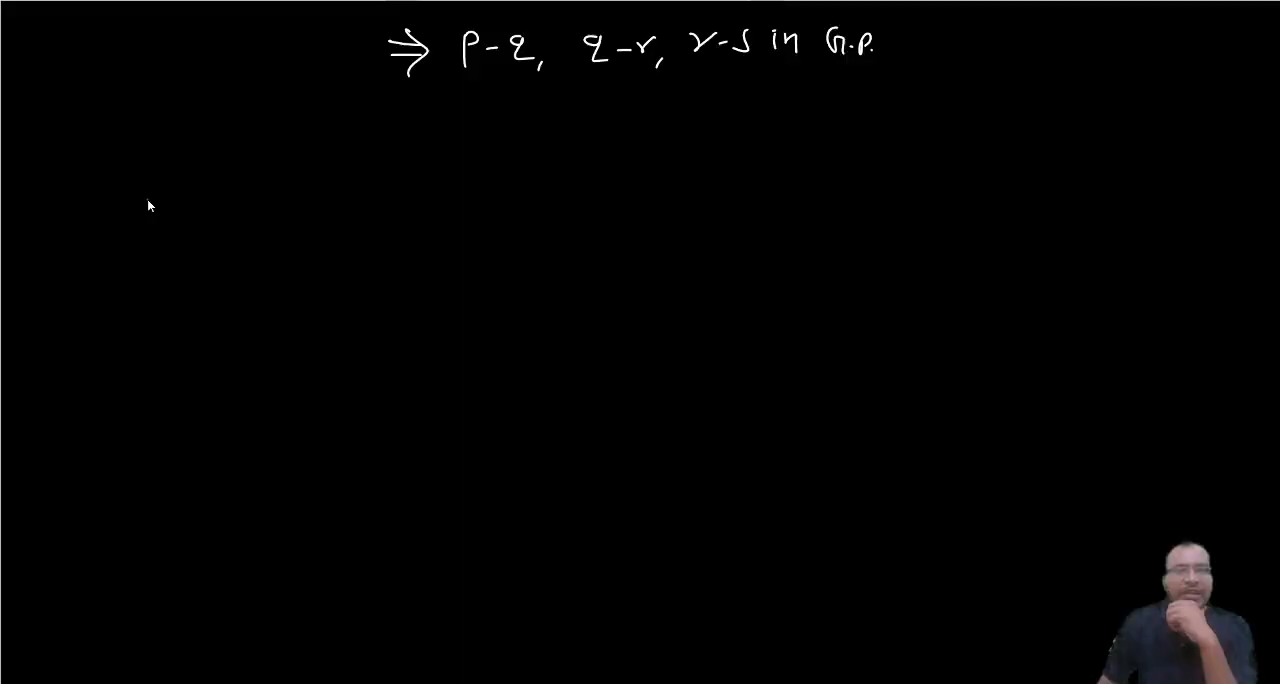 ⇒ p-q, q-r, r-s in G.P.